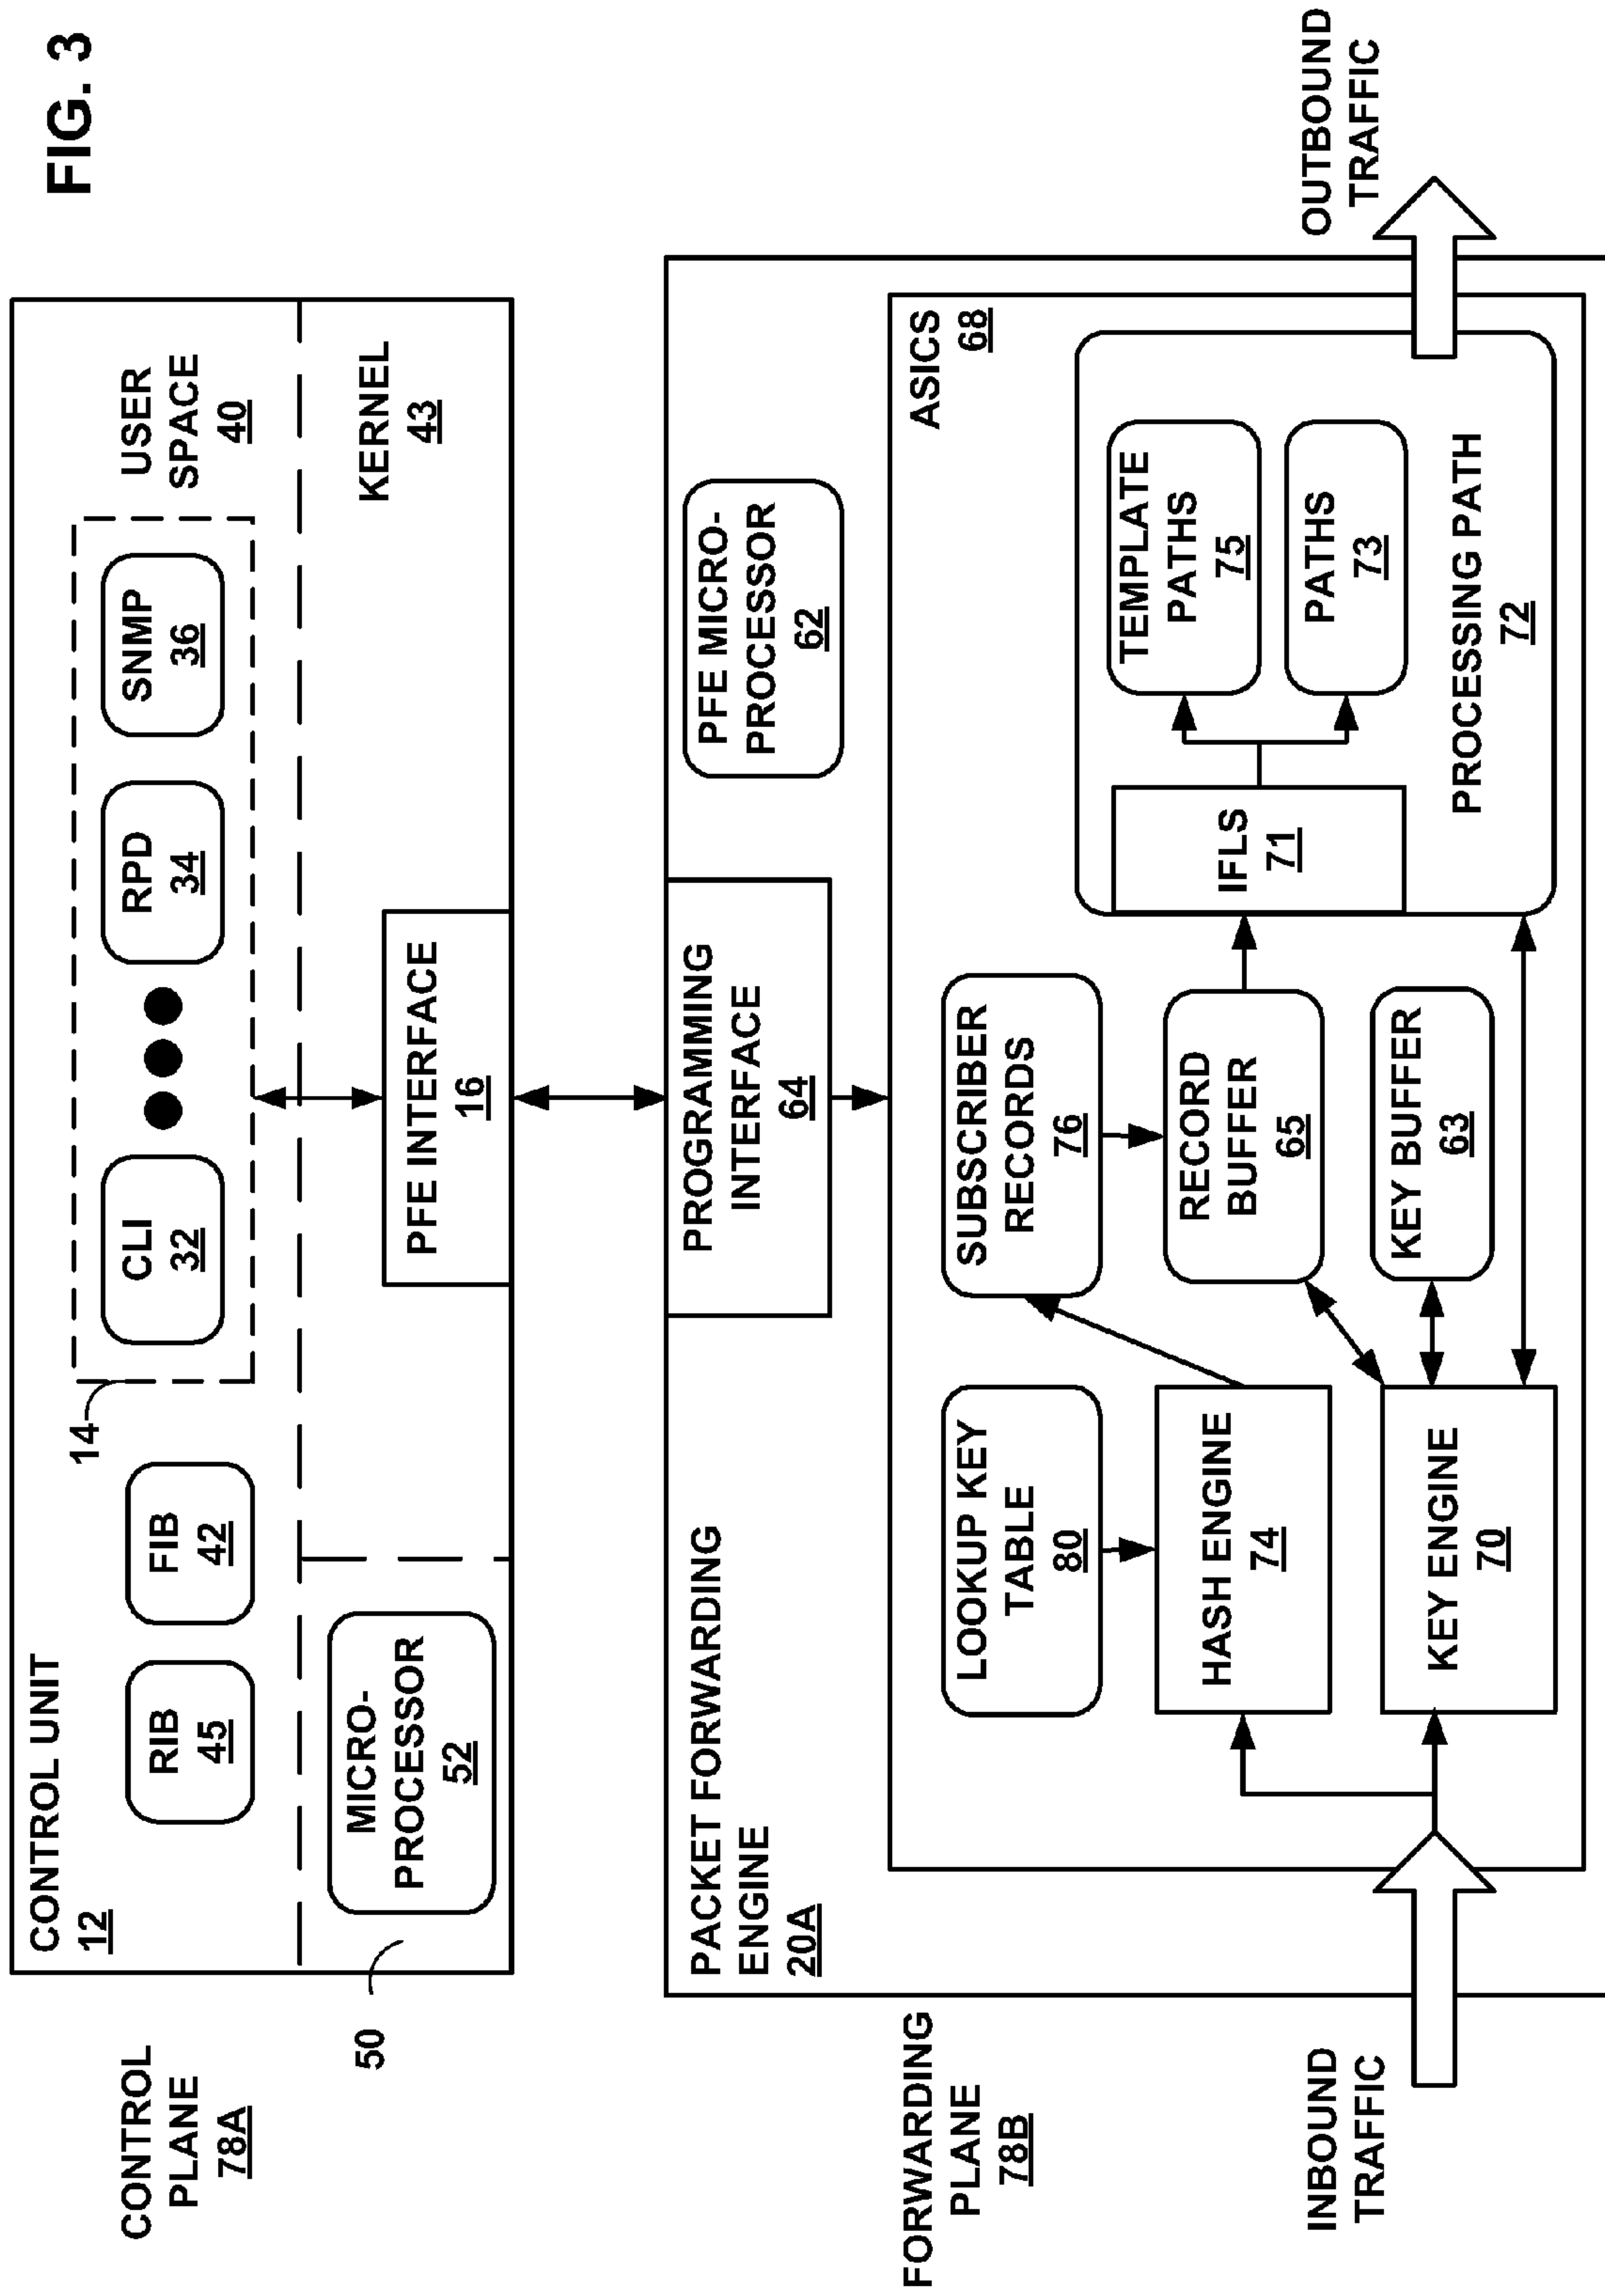 FIG. 3
CONTROL
PLANE
78A
CONTROL UNIT
12
RIB
45
FIB
42
14
CLI
32
RPD
34
SNMP
36
USER
SPACE
40
50
MICRO-
PROCESSOR
52
PFE INTERFACE
16
KERNEL
43
FORWARDING
PLANE
78B
PACKET FORWARDING
ENGINE
20A
PROGRAMMING
INTERFACE
64
PFE MICRO-
PROCESSOR
62
ASICS
68
LOOKUP KEY
TABLE
80
SUBSCRIBER
RECORDS
76
HASH ENGINE
74
RECORD
BUFFER
65
KEY ENGINE
70
KEY BUFFER
63
IFLS
71
TEMPLATE
PATHS
75
PATHS
73
PROCESSING PATH
72
INBOUND
TRAFFIC
OUTBOUND
TRAFFIC